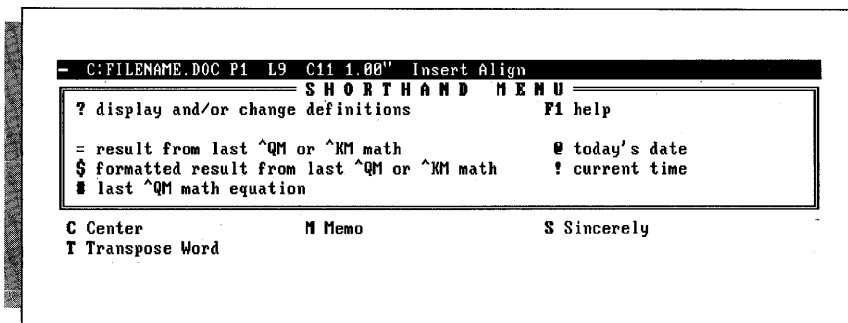 - C:FILENAME.DOC P1 L9 C11 1.00" Insert Align
S H O R T H A N D M E N U
? display and/or change definitions F1 help
= result from last ^QM or ^KM math @ today's date
$ formatted result from last ^QM or ^KM math ! current time
# last ^QM math equation
C Center M Memo S Sincerely
T Transpose Word